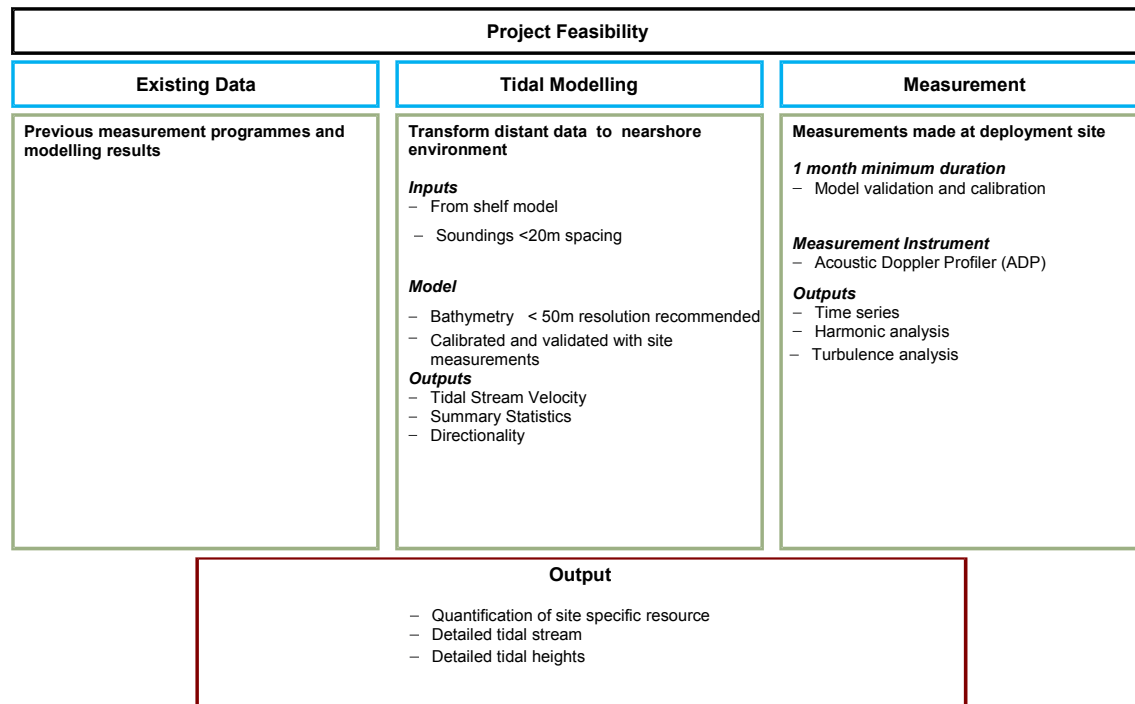 Project Feasibility
Existing Data
Previous measurement programmes and
modelling results
Tidal Modelling
Transform distant data to nearshore
environment
Inputs
– From shelf model
– Soundings <20m spacing
Model
– Bathymetry < 50m resolution recommended
– Calibrated and validated with site
measurements
Outputs
– Tidal Stream Velocity
– Summary Statistics
– Directionality
Measurement
Measurements made at deployment site
1 month minimum duration
– Model validation and calibration
Measurement Instrument
– Acoustic Doppler Profiler (ADP)
Outputs
– Time series
– Harmonic analysis
– Turbulence analysis
Output
– Quantification of site specific resource
– Detailed tidal stream
– Detailed tidal heights